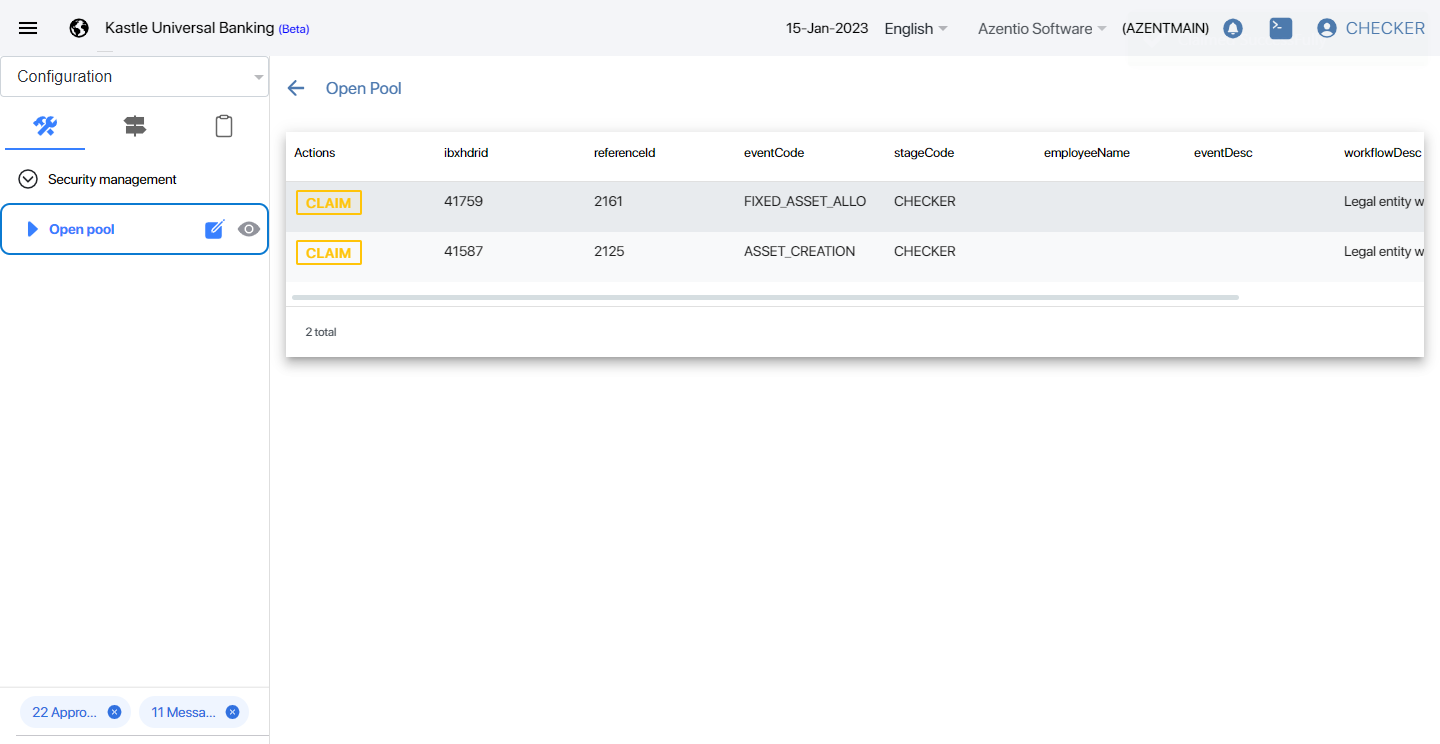 Kastle Universal Banking (Beta) 15-Jan-2023 English Azentio Software (AZENTMAIN) CHECKER
Configuration
Security management
Open pool
22 Appro...
11 Messa...
Open Pool
Actions ibxhdrid referenceId eventCode stageCode employeeName eventDesc workflowDesc
CLAIM 41759 2161 FIXED_ASSET_ALLO CHECKER Legal entity w
CLAIM 41587 2125 ASSET_CREATION CHECKER Legal entity w
2 total